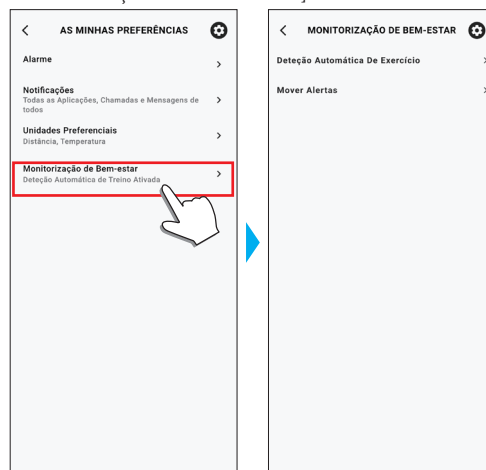 AS MINHAS PREFERÊNCIAS
Alarme
Notificações
Todas as Aplicações, Chamadas e Mensagens de
todos
Unidades Preferenciais
Distância, Temperatura
Monitorização de Bem-estar
Deteção Automática de Treino Ativada
MONITORIZAÇÃO DE BEM-ESTAR
Deteção Automática De Exercício
Mover Alertas